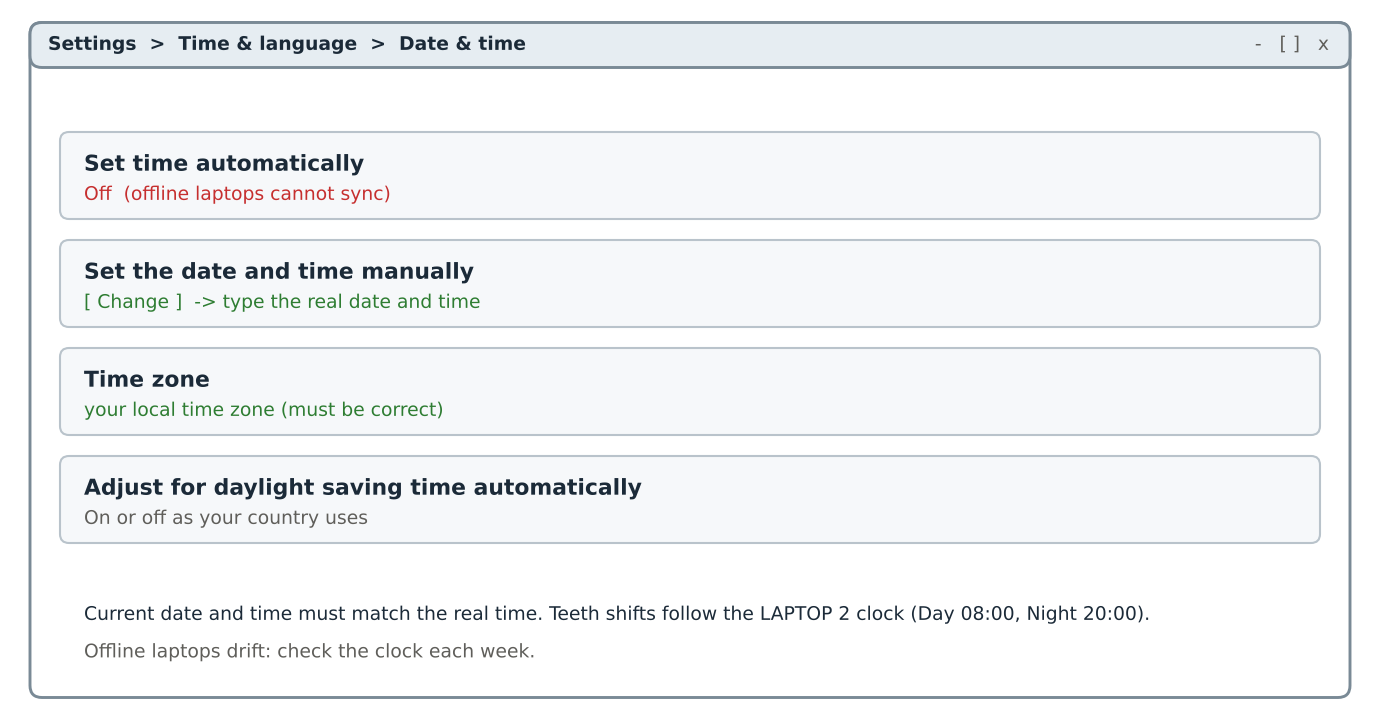 Settings > Time & language > Date & time - [ ] x
Set time automatically
Off (offline laptops cannot sync)
Set the date and time manually
[ Change ] -> type the real date and time
Time zone
your local time zone (must be correct)
Adjust for daylight saving time automatically
On or off as your country uses
Current date and time must match the real time. Teeth shifts follow the LAPTOP 2 clock (Day 08:00, Night 20:00).
Offline laptops drift: check the clock each week.